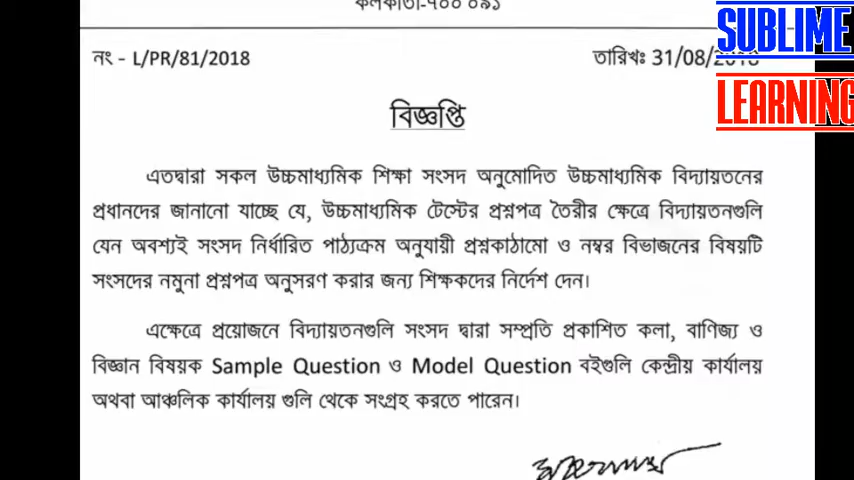 কলকাতা-৭০০ ০৯১
SUBLIME
নং - L/PR/81/2018
তারিখঃ 31/08/2018
LEARNING
বিজ্ঞপ্তি
এতদ্বারা সকল উচ্চমাধ্যমিক শিক্ষা সংসদ অনুমোদিত উচ্চমাধ্যমিক বিদ্যায়তনের
প্রধানদের জানানো যাচ্ছে যে, উচ্চমাধ্যমিক টেস্টের প্রশ্নপত্র তৈরীর ক্ষেত্রে বিদ্যায়তনগুলি
যেন অবশ্যই সংসদ নির্ধারিত পাঠ্যক্রম অনুযায়ী প্রশ্নকাঠামো ও নম্বর বিভাজনের বিষয়টি
সংসদের নমুনা প্রশ্নপত্র অনুসরণ করার জন্য শিক্ষকদের নির্দেশ দেন।
এক্ষেত্রে প্রয়োজনে বিদ্যায়তনগুলি সংসদ দ্বারা সম্প্রতি প্রকাশিত কলা, বাণিজ্য ও
বিজ্ঞান বিষয়ক Sample Question ও Model Question বইগুলি কেন্দ্রীয় কার্যালয়
অথবা আঞ্চলিক কার্যালয় গুলি থেকে সংগ্রহ করতে পারেন।